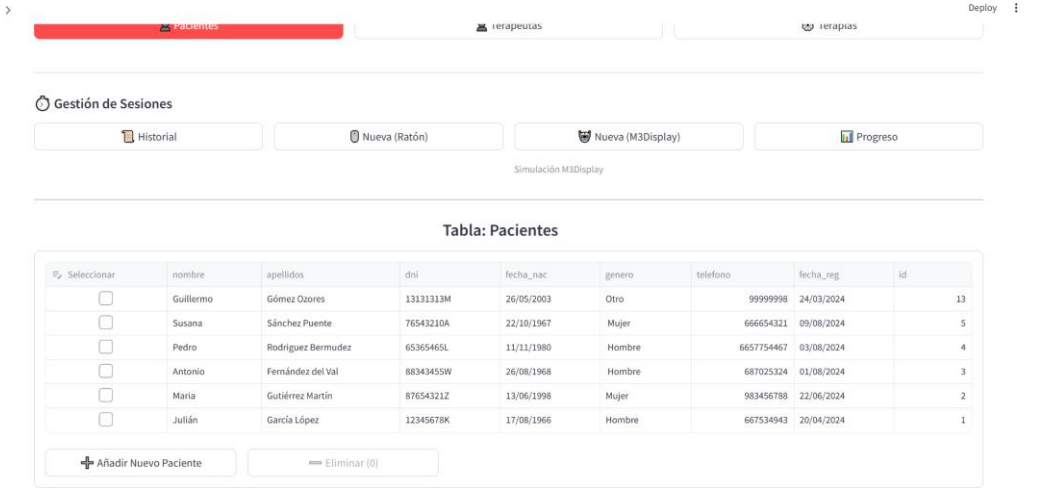 Deploy
Pacientes Terapeutas Terapias
Gestión de Sesiones
Historial Nueva (Ratón) Nueva (M3Display) Progreso
Simulación M3Display
Tabla: Pacientes
Seleccionar nombre apellidos dni fecha_nac genero telefono fecha_reg id
Guillermo Gómez Ozores 13131313M 26/05/2003 Otro 99999998 24/03/2024 13
Susana Sánchez Puente 76543210A 22/10/1967 Mujer 666654321 09/08/2024 5
Pedro Rodriguez Bermudez 65365465L 11/11/1980 Hombre 6657754467 03/08/2024 4
Antonio Fernández del Val 88343455W 26/08/1968 Hombre 687025324 01/08/2024 3
Maria Gutiérrez Martín 87654321Z 13/06/1998 Mujer 983456788 22/06/2024 2
Julián García López 12345678K 17/08/1966 Hombre 667534943 20/04/2024 1
Añadir Nuevo Paciente Eliminar (0)